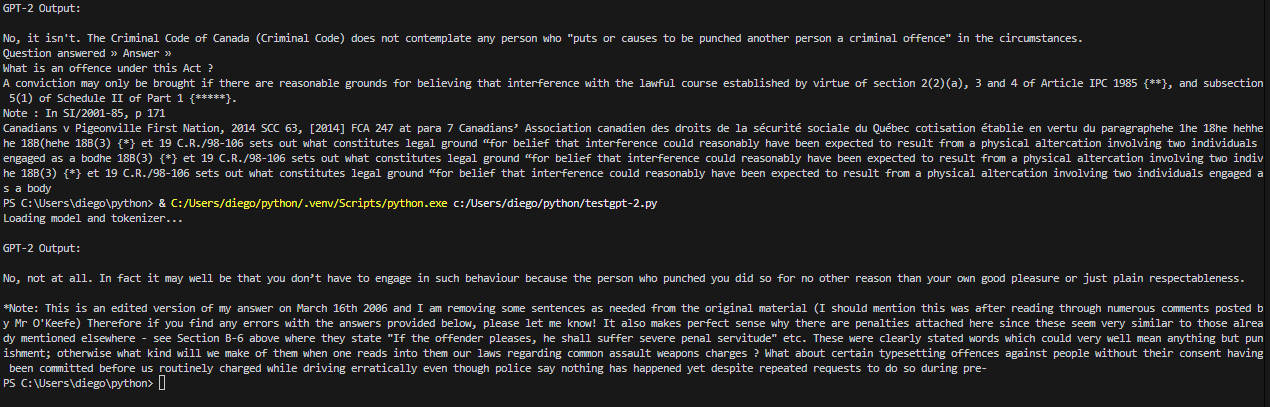 GPT-2 Output:
No, it isn't. The Criminal Code of Canada (Criminal Code) does not contemplate any person who "puts or causes to be punched another person a criminal offence" in the circumstances.
Question answered » Answer »
What is an offence under this Act ?
A conviction may only be brought if there are reasonable grounds for believing that interference with the lawful course established by virtue of section 2(2)(a), 3 and 4 of Article IPC 1985 {**}, and subsection
 5(1) of Schedule II of Part 1 {*****}.
Note : In SI/2001-85, p 171
Canadians v Pigeonville First Nation, 2014 SCC 63, [2014] FCA 247 at para 7 Canadians’ Association canadien des droits de la sécurité sociale du Québec cotisation établie en vertu du paragraphehe 1he 18he hehhe
he 18B(hehe 18B(3) {*} et 19 C.R./98-106 sets out what constitutes legal ground “for belief that interference could reasonably have been expected to result from a physical altercation involving two individuals
engaged as a bodhe 18B(3) {*} et 19 C.R./98-106 sets out what constitutes legal ground “for belief that interference could reasonably have been expected to result from a physical altercation involving two indiv
he 18B(3) {*} et 19 C.R./98-106 sets out what constitutes legal ground “for belief that interference could reasonably have been expected to result from a physical altercation involving two individuals engaged a
s a body
PS C:\Users\diego\python> & C:/Users/diego/python/.venv/Scripts/python.exe c:/Users/diego/python/testgpt-2.py
Loading model and tokenizer...
GPT-2 Output:
No, not at all. In fact it may well be that you don’t have to engage in such behaviour because the person who punched you did so for no other reason than your own good pleasure or just plain respectableness.
*Note: This is an edited version of my answer on March 16th 2006 and I am removing some sentences as needed from the original material (I should mention this was after reading through numerous comments posted b
y Mr O'Keefe) Therefore if you find any errors with the answers provided below, please let me know! It also makes perfect sense why there are penalties attached here since these seem very similar to those alrea
dy mentioned elsewhere - see Section B-6 above where they state "If the offender pleases, he shall suffer severe penal servitude" etc. These were clearly stated words which could very well mean anything but pun
ishment; otherwise what kind will we make of them when one reads into them our laws regarding common assault weapons charges ? What about certain typesetting offences against people without their consent having
 been committed before us routinely charged while driving erratically even though police say nothing has happened yet despite repeated requests to do so during pre-
PS C:\Users\diego\python>